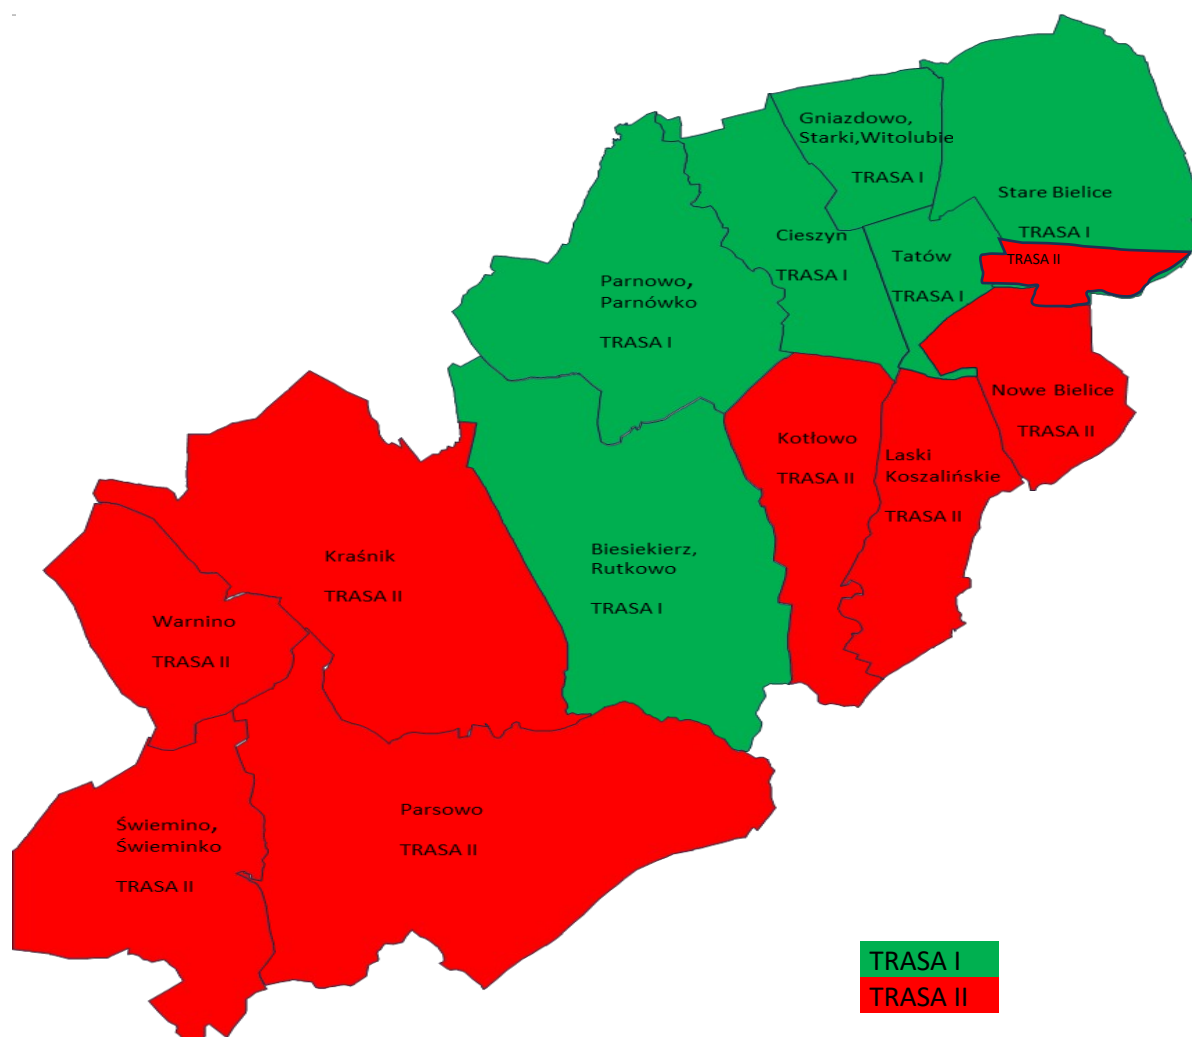 Gniazdowo,
Starki,Witolubie
TRASA I
Stare Bielice
TRASA I
TRASA II
Cieszyn
TRASA I
Tatów
TRASA I
Parnowo,
Parnówko
TRASA I
Nowe Bielice
TRASA II
Kotłowo
TRASA II
Laski
Koszalińskie
TRASA II
Biesiekierz,
Rutkowo
TRASA I
Kraśnik
TRASA II
Warnino
TRASA II
Parsowo
TRASA II
Świemino,
Świeminko
TRASA II
TRASA I
TRASA II